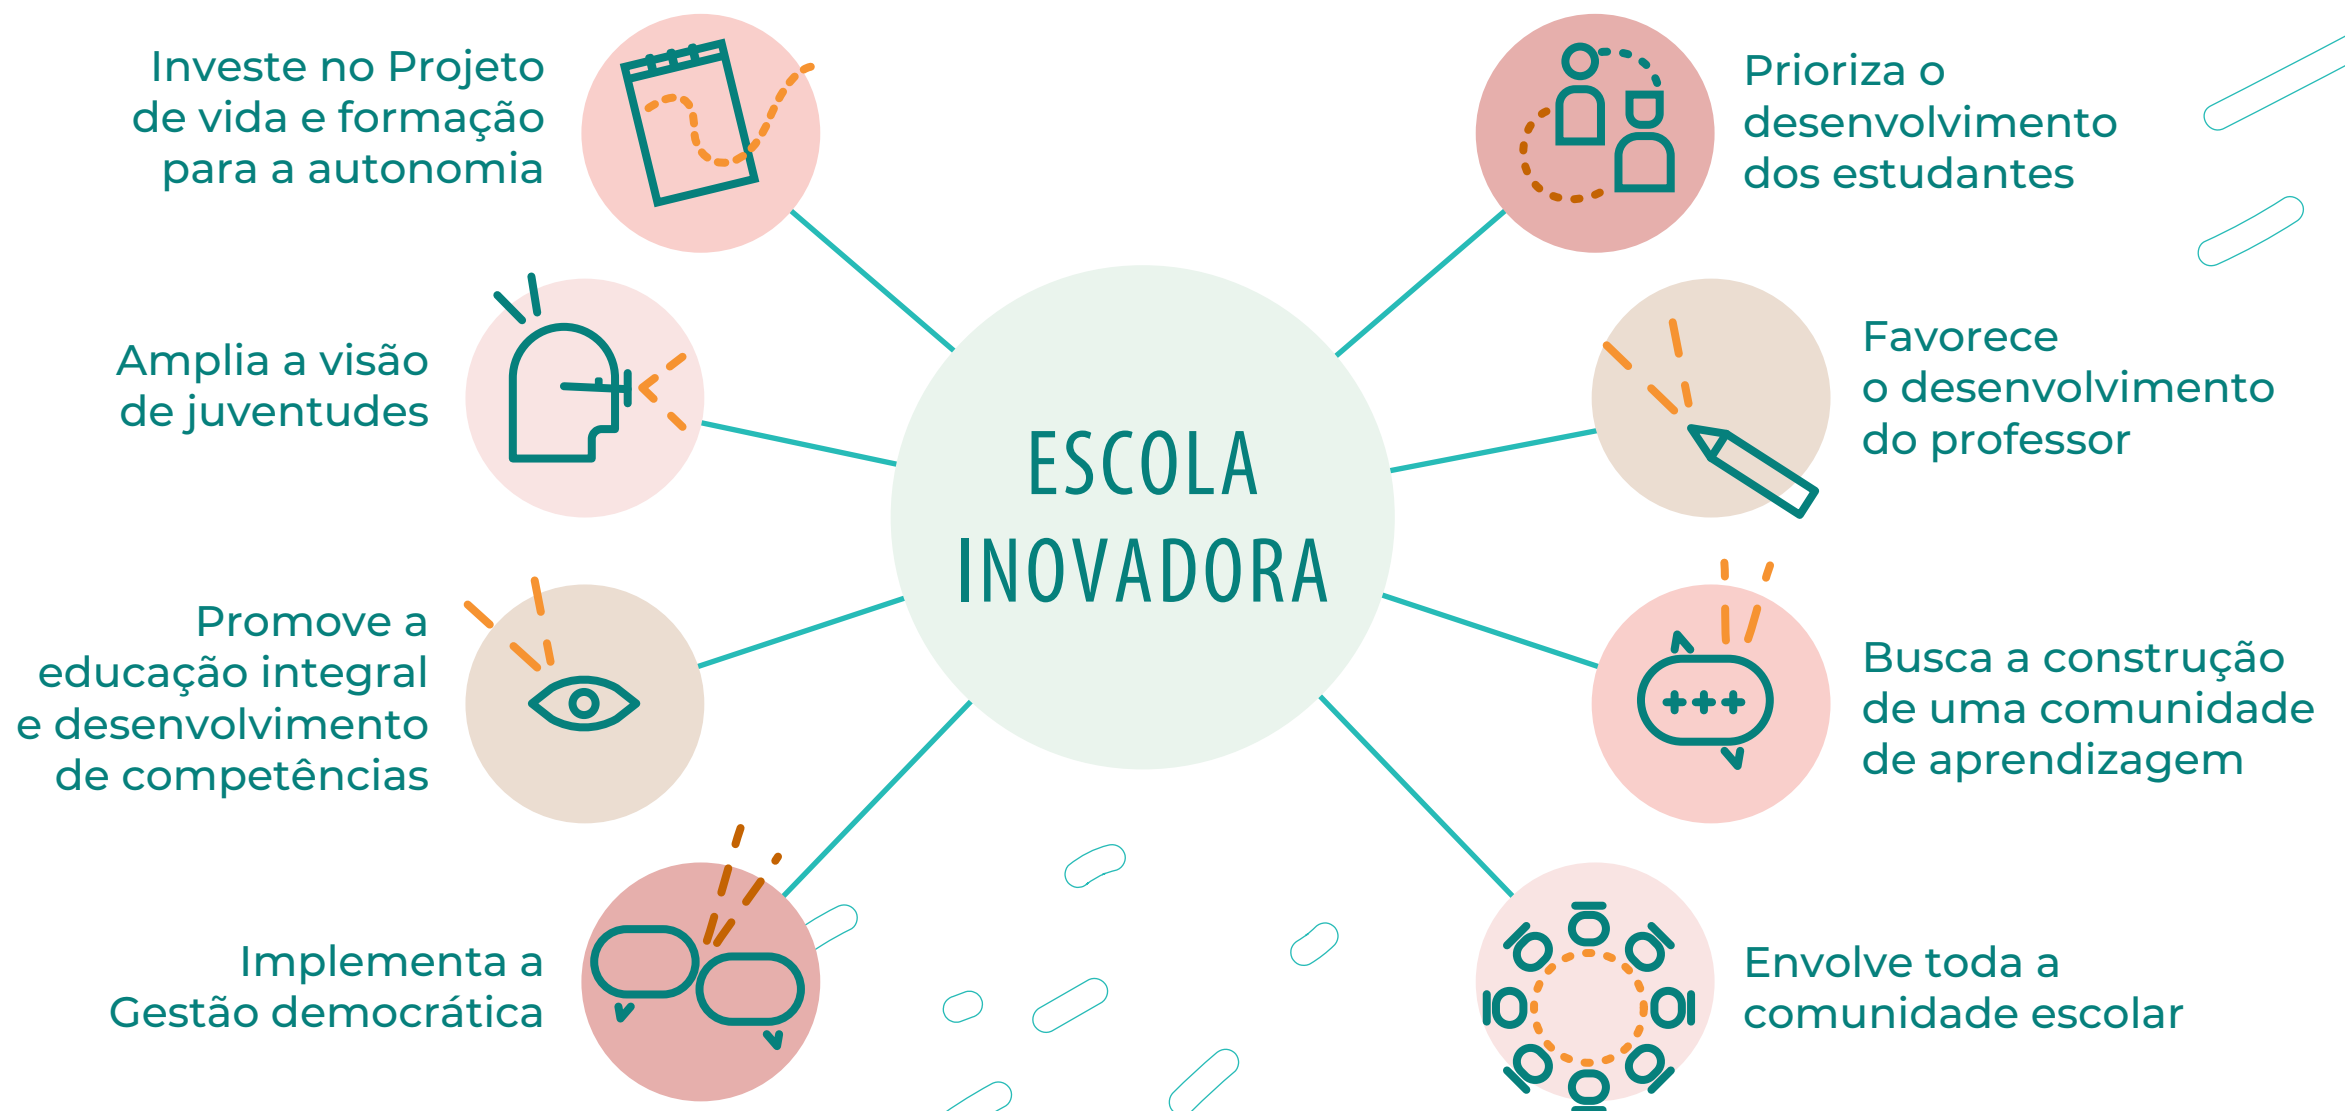 Investe no Projeto
de vida e formação
para a autonomia
Amplia a visão
de juventudes
Promove a
educação integral
e desenvolvimento
de competências
Implementa a
Gestão democrática
ESCOLA
INOVADORA
Prioriza o
desenvolvimento
dos estudantes
Favorece
o desenvolvimento
do professor
Busca a construção
de uma comunidade
de aprendizagem
Envolve toda a
comunidade escolar